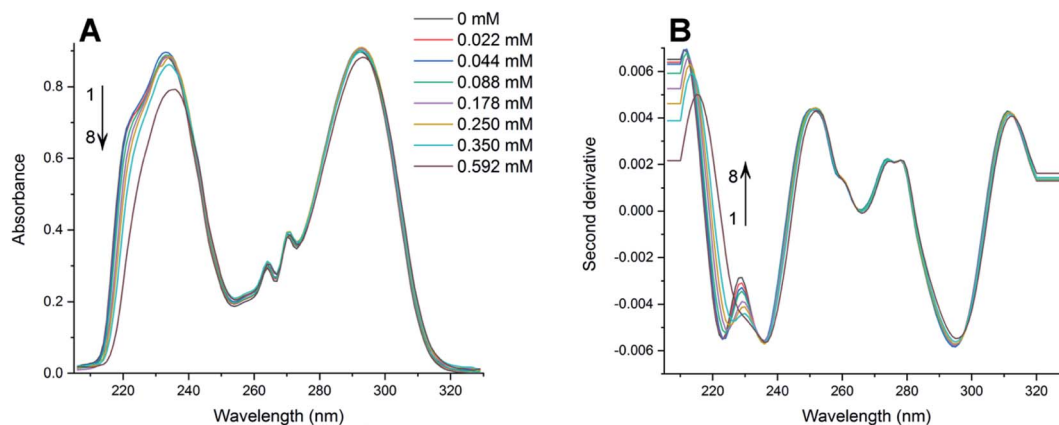 A
B
0 mM
0.022 mM
0.044 mM
0.088 mM
0.178 mM
0.250 mM
0.350 mM
0.592 mM
1
8
Absorbance
0.8
0.6
0.4
0.2
0.0
220 240 260 280 300 320
Wavelength (nm)
8
1
Second derivative
0.006
0.004
0.002
0.000
-0.002
-0.004
-0.006
220 240 260 280 300 320
Wavelength (nm)